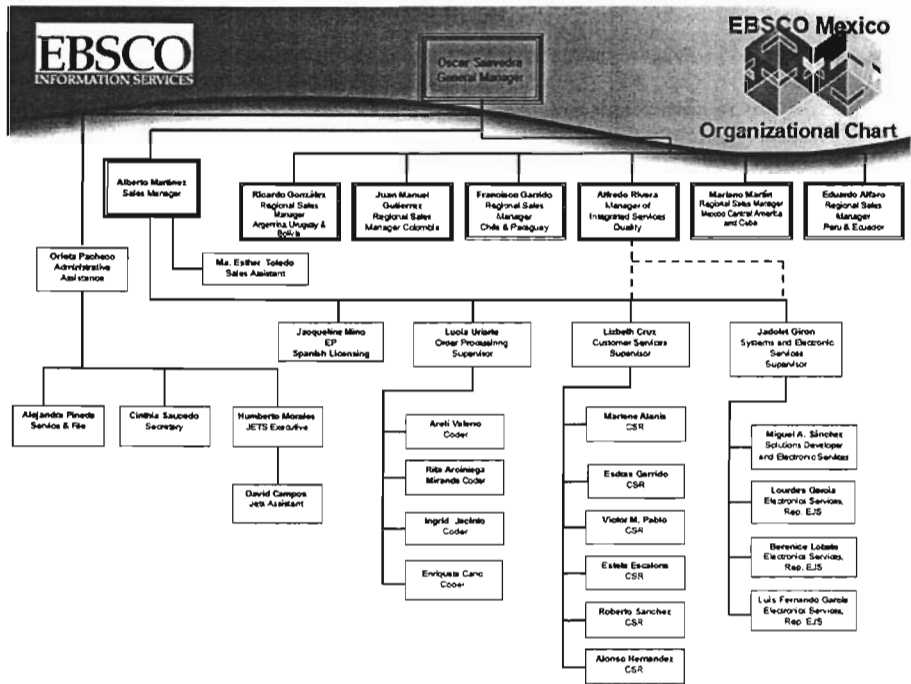 EBSCO
INFORMATION SERVICES
EBSCO Mexico
Organizational Chart
Oscar Saavedra
General Manager
Alberto Martinez
Sales Manager
Ricardo González
Regional Sales
Manager
Argentina, Uruguay &
Bolivia
Juan Manuel
Gutierrez
Regional Sales
Manager Colombia
Francisco Garrido
Regional Sales
Manager
Chile & Paraguay
Alfredo Rivera
Manager of
Integrated Services
Quality
Mariano Martin
Regional Sales Manager
Mexico Central America
and Cuba
Eduardo Alfaro
Regional Sales
Manager
Peru & Ecuador
Orieta Pacheco
Administrative
Assistance
Ma. Esther Toledo
Sales Assistant
Jacqueline Mino
EP
Spanish Licensing
Lucia Uriarte
Order Processinng
Supervisor
Lizbeth Cruz
Customer Services
Supervisor
Jadolet Giron
Systems and Electronic
Services
Supervisor
Alejandra Pineda
Service & File
Cinthia Saucedo
Secretary
Humberto Morales
JETS Executive
David Campos
Jets Assistant
Areli Valerio
Coder
Rita Arciniega
Miranda Coder
Ingrid Jacinto
Coder
Enriqueta Cano
Coder
Marlene Alanis
CSR
Esdras Garrido
CSR
Victor M. Pablo
CSR
Estela Escalona
CSR
Roberto Sanchez
CSR
Alonso Hernandez
CSR
Miguel A. Sánchez
Solutions Developer
and Electronic Services
Lourdes Garcia
Electronics Services,
Rep. EJS
Berenice Lobato
Electronics Services,
Rep. EJS
Luis Fernando Garcia
Electronics Services,
Rep. EJS